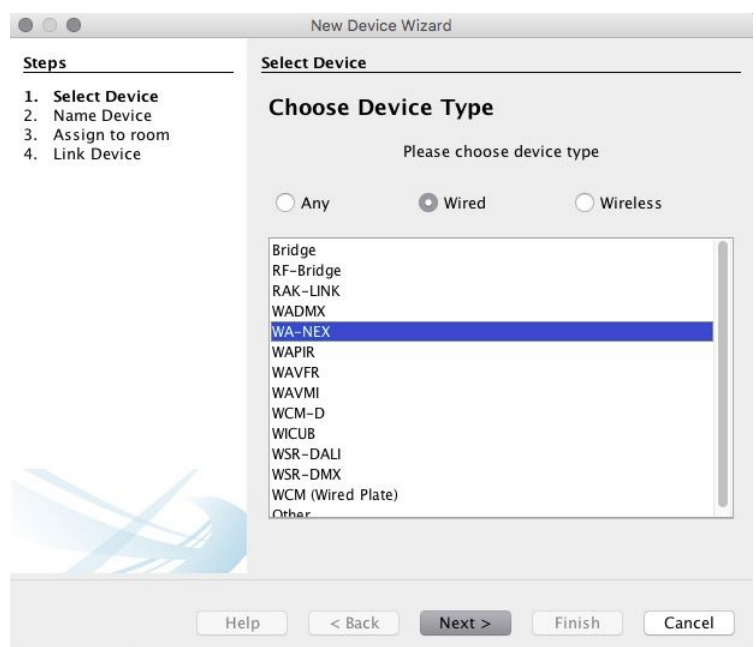 New Device Wizard
Steps
1. Select Device
2. Name Device
3. Assign to room
4. Link Device
Select Device
Choose Device Type
Please choose device type
Any Wired Wireless
Bridge
RF-Bridge
RAK-LINK
WADMX
WA-NEX
WAPIR
WAVFR
WAVMI
WCM-D
WICUB
WSR-DALI
WSR-DMX
WCM (Wired Plate)
Other
Help < Back Next > Finish Cancel